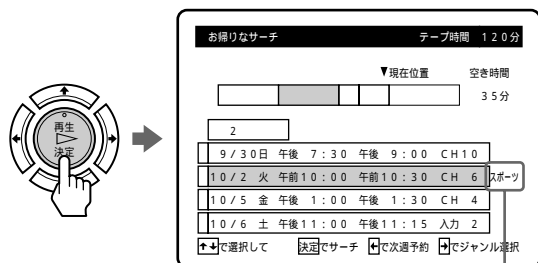 お帰りなサーチ テープ時間 120分
▼現在位置 空き時間
35分
再生
決定
2
9/30日 午後 7:30 午後 9:00 CH10
10/2 火 午前10:00 午前10:30 CH 6 スポーツ
10/5 金 午後 1:00 午後 1:30 CH 4
10/6 土 午後11:00 午後11:15 入力 2
↑↓で選択して 決定でサーチ ←で次週予約 →でジャンル選択